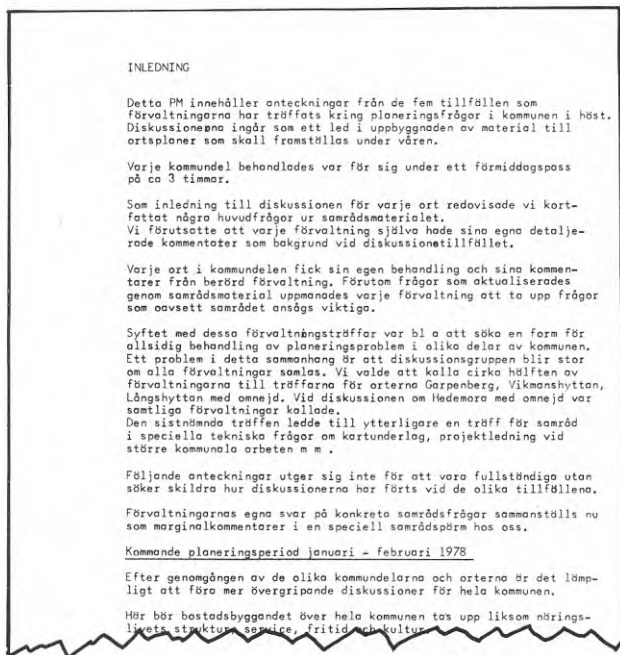 INLEDNING
Detta PM innehåller anteckningar från de fem tillfällen som
förvaltningarna har träffats kring planeringsfrågor i kommunen i höst.
Diskussionerna ingår som ett led i uppbyggnaden av material till
ortsplaner som skall framställas under våren.
Varje kommundel behandlades var för sig under ett förmiddagspass
på ca 3 timmar.
Som inledning till diskussionen för varje ort redovisade vi kort-
fattat några huvudfrågor ur samrådsmaterialet.
Vi förutsatte att varje förvaltning själva hade sina egna detalje-
rade kommentater som bakgrund vid diskussionstillfället.
Varje ort i kommundelen fick sin egen behandling och sina kommen-
tarer från berörd förvaltning. Förutom frågor som aktualiserades
genom samrådsmaterial uppmanades varje förvaltning att ta upp frågor
som oavsett samrådet ansågs viktiga.
Syftet med dessa förvaltningsträffar var bl a att söka en form för
allsidig behandling av planeringsproblem i olika delar av kommunen.
Ett problem i detta sammanhang är att diskussionsgruppen blir stor
om alla förvaltningar samlas. Vi valde att kalla cirka hälften av
förvaltningarna till träffarna för orterna Garpenberg, Vikmanshyttan,
Långshyttan med omnejd. Vid diskussionen om Hedemora med omnejd var
samtliga förvaltningar kallade.
Den sistnämnda träffen ledde till ytterligare en träff för samråd
i speciella tekniska frågor om kartunderlag, projektledning vid
större kommunala arbeten m m .
Följande anteckningar utger sig inte för att vara fullständiga utan
söker skildra hur diskussionerna har förts vid de olika tillfällena.
Förvaltningarnas egna svar på konkreta samrådsfrågar sammanställs nu
som marginalkommentarer i en speciell samrådspärm hos oss.
Kommande planeringsperiod januari - februari 1978
Efter genomgången av de olika kommundelarna och orterna är det lämp-
ligt att föra mer övergripande diskussioner för hela kommunen.
Här bör bostadsbyggandet över hela kommunen tas upp liksom närings-
livets struktur, service, fritid och kultur.